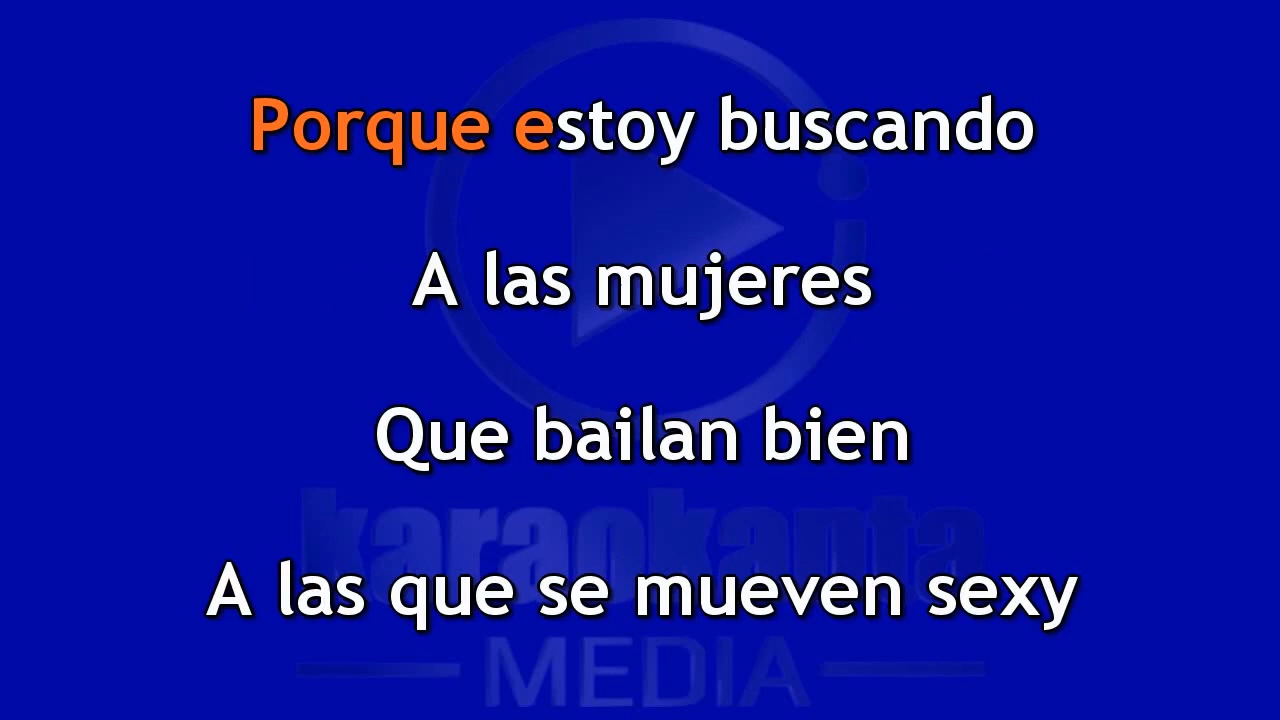 Porque estoy buscando
A las mujeres
Que bailan bien
karaokanta
A las que se mueven sexy
MEDIA